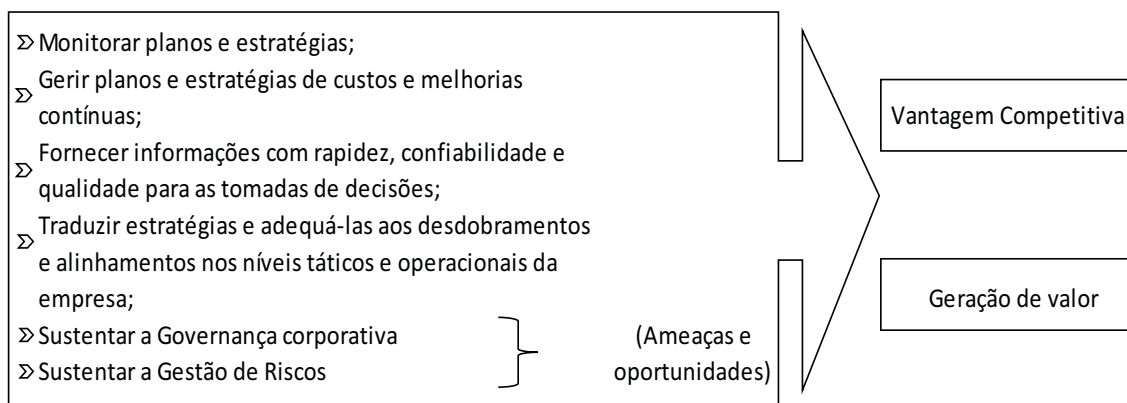 Monitorar planos e estratégias;
Gerir planos e estratégias de custos e melhorias
contínuas;
Fornecer informações com rapidez, confiabilidade e
qualidade para as tomadas de decisões;
Traduzir estratégias e adequá-las aos desdobramentos
e alinhamentos nos níveis táticos e operacionais da
empresa;
Sustentar a Governança corporativa
Sustentar a Gestão de Riscos
(Ameaças e
oportunidades)
Vantagem Competitiva
Geração de valor